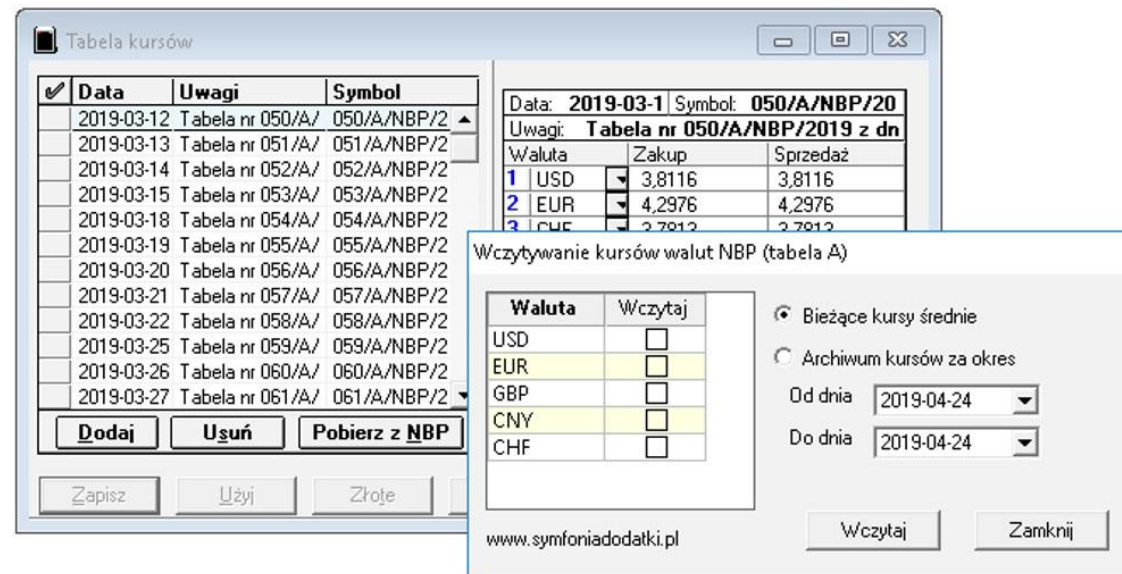 Tabela kursów
Data Uwagi Symbol
2019-03-12 Tabela nr 050/A/ 050/A/NBP/2
2019-03-13 Tabela nr 051/A/ 051/A/NBP/2
2019-03-14 Tabela nr 052/A/ 052/A/NBP/2
2019-03-15 Tabela nr 053/A/ 053/A/NBP/2
2019-03-18 Tabela nr 054/A/ 054/A/NBP/2
2019-03-19 Tabela nr 055/A/ 055/A/NBP/2
2019-03-20 Tabela nr 056/A/ 056/A/NBP/2
2019-03-21 Tabela nr 057/A/ 057/A/NBP/2
2019-03-22 Tabela nr 058/A/ 058/A/NBP/2
2019-03-25 Tabela nr 059/A/ 059/A/NBP/2
2019-03-26 Tabela nr 060/A/ 060/A/NBP/2
2019-03-27 Tabela nr 061/A/ 061/A/NBP/2
Dodaj Usuń Pobierz z NBP
Zapisz Użyj Złote
Data: 2019-03-1 Symbol: 050/A/NBP/20
Uwagi: Tabela nr 050/A/NBP/2019 z dn
Waluta Zakup Sprzedaż
1 USD 3,8116 3,8116
2 EUR 4,2976 4,2976
3 CHF 3,7813 3,7813
Wczytywanie kursów walut NBP (tabela A)
Waluta Wczytaj
USD
EUR
GBP
CNY
CHF
Bieżące kursy średnie
Archiwum kursów za okres
Od dnia 2019-04-24
Do dnia 2019-04-24
www.symfoniadodatki.pl
Wczytaj Zamknij